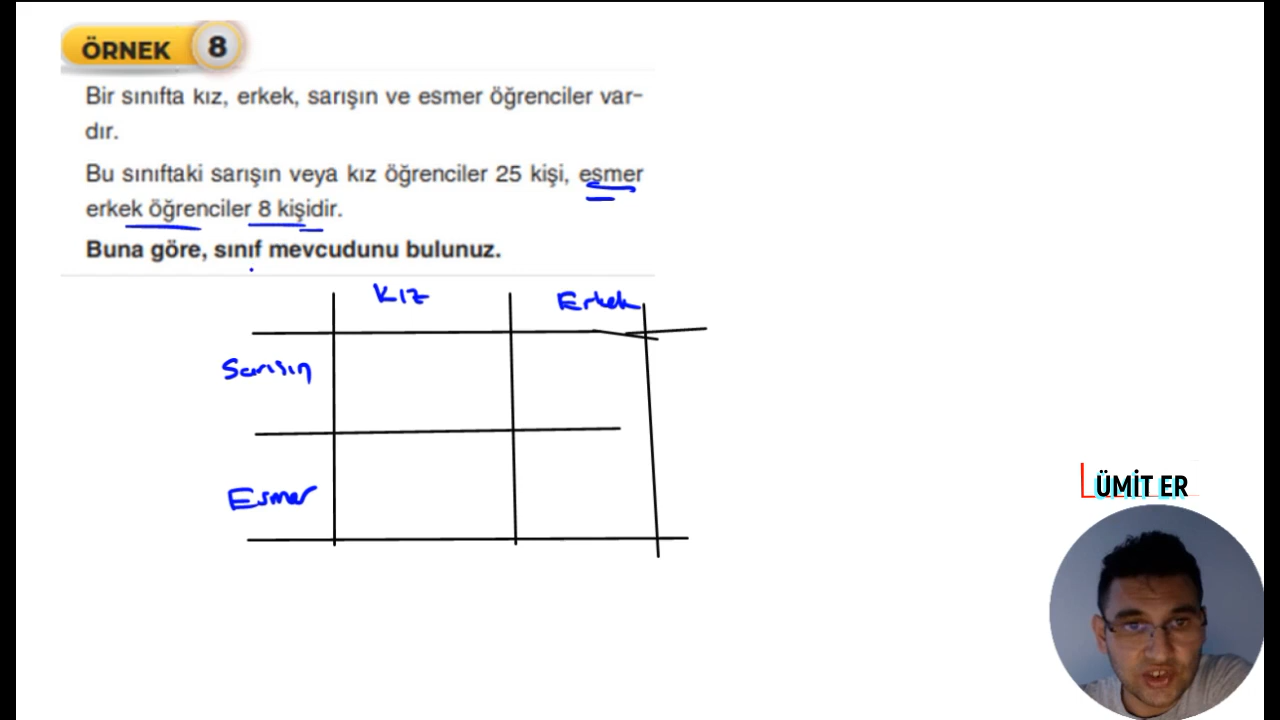 ÖRNEK 8
Bir sınıfta kız, erkek, sarışın ve esmer öğrenciler var-
dır.
Bu sınıftaki sarışın veya kız öğrenciler 25 kişi, esmer
erkek öğrenciler 8 kişidir.
Buna göre, sınıf mevcudunu bulunuz.
Kız Erkek
Sarışın
Esmer
ÜMİT ER